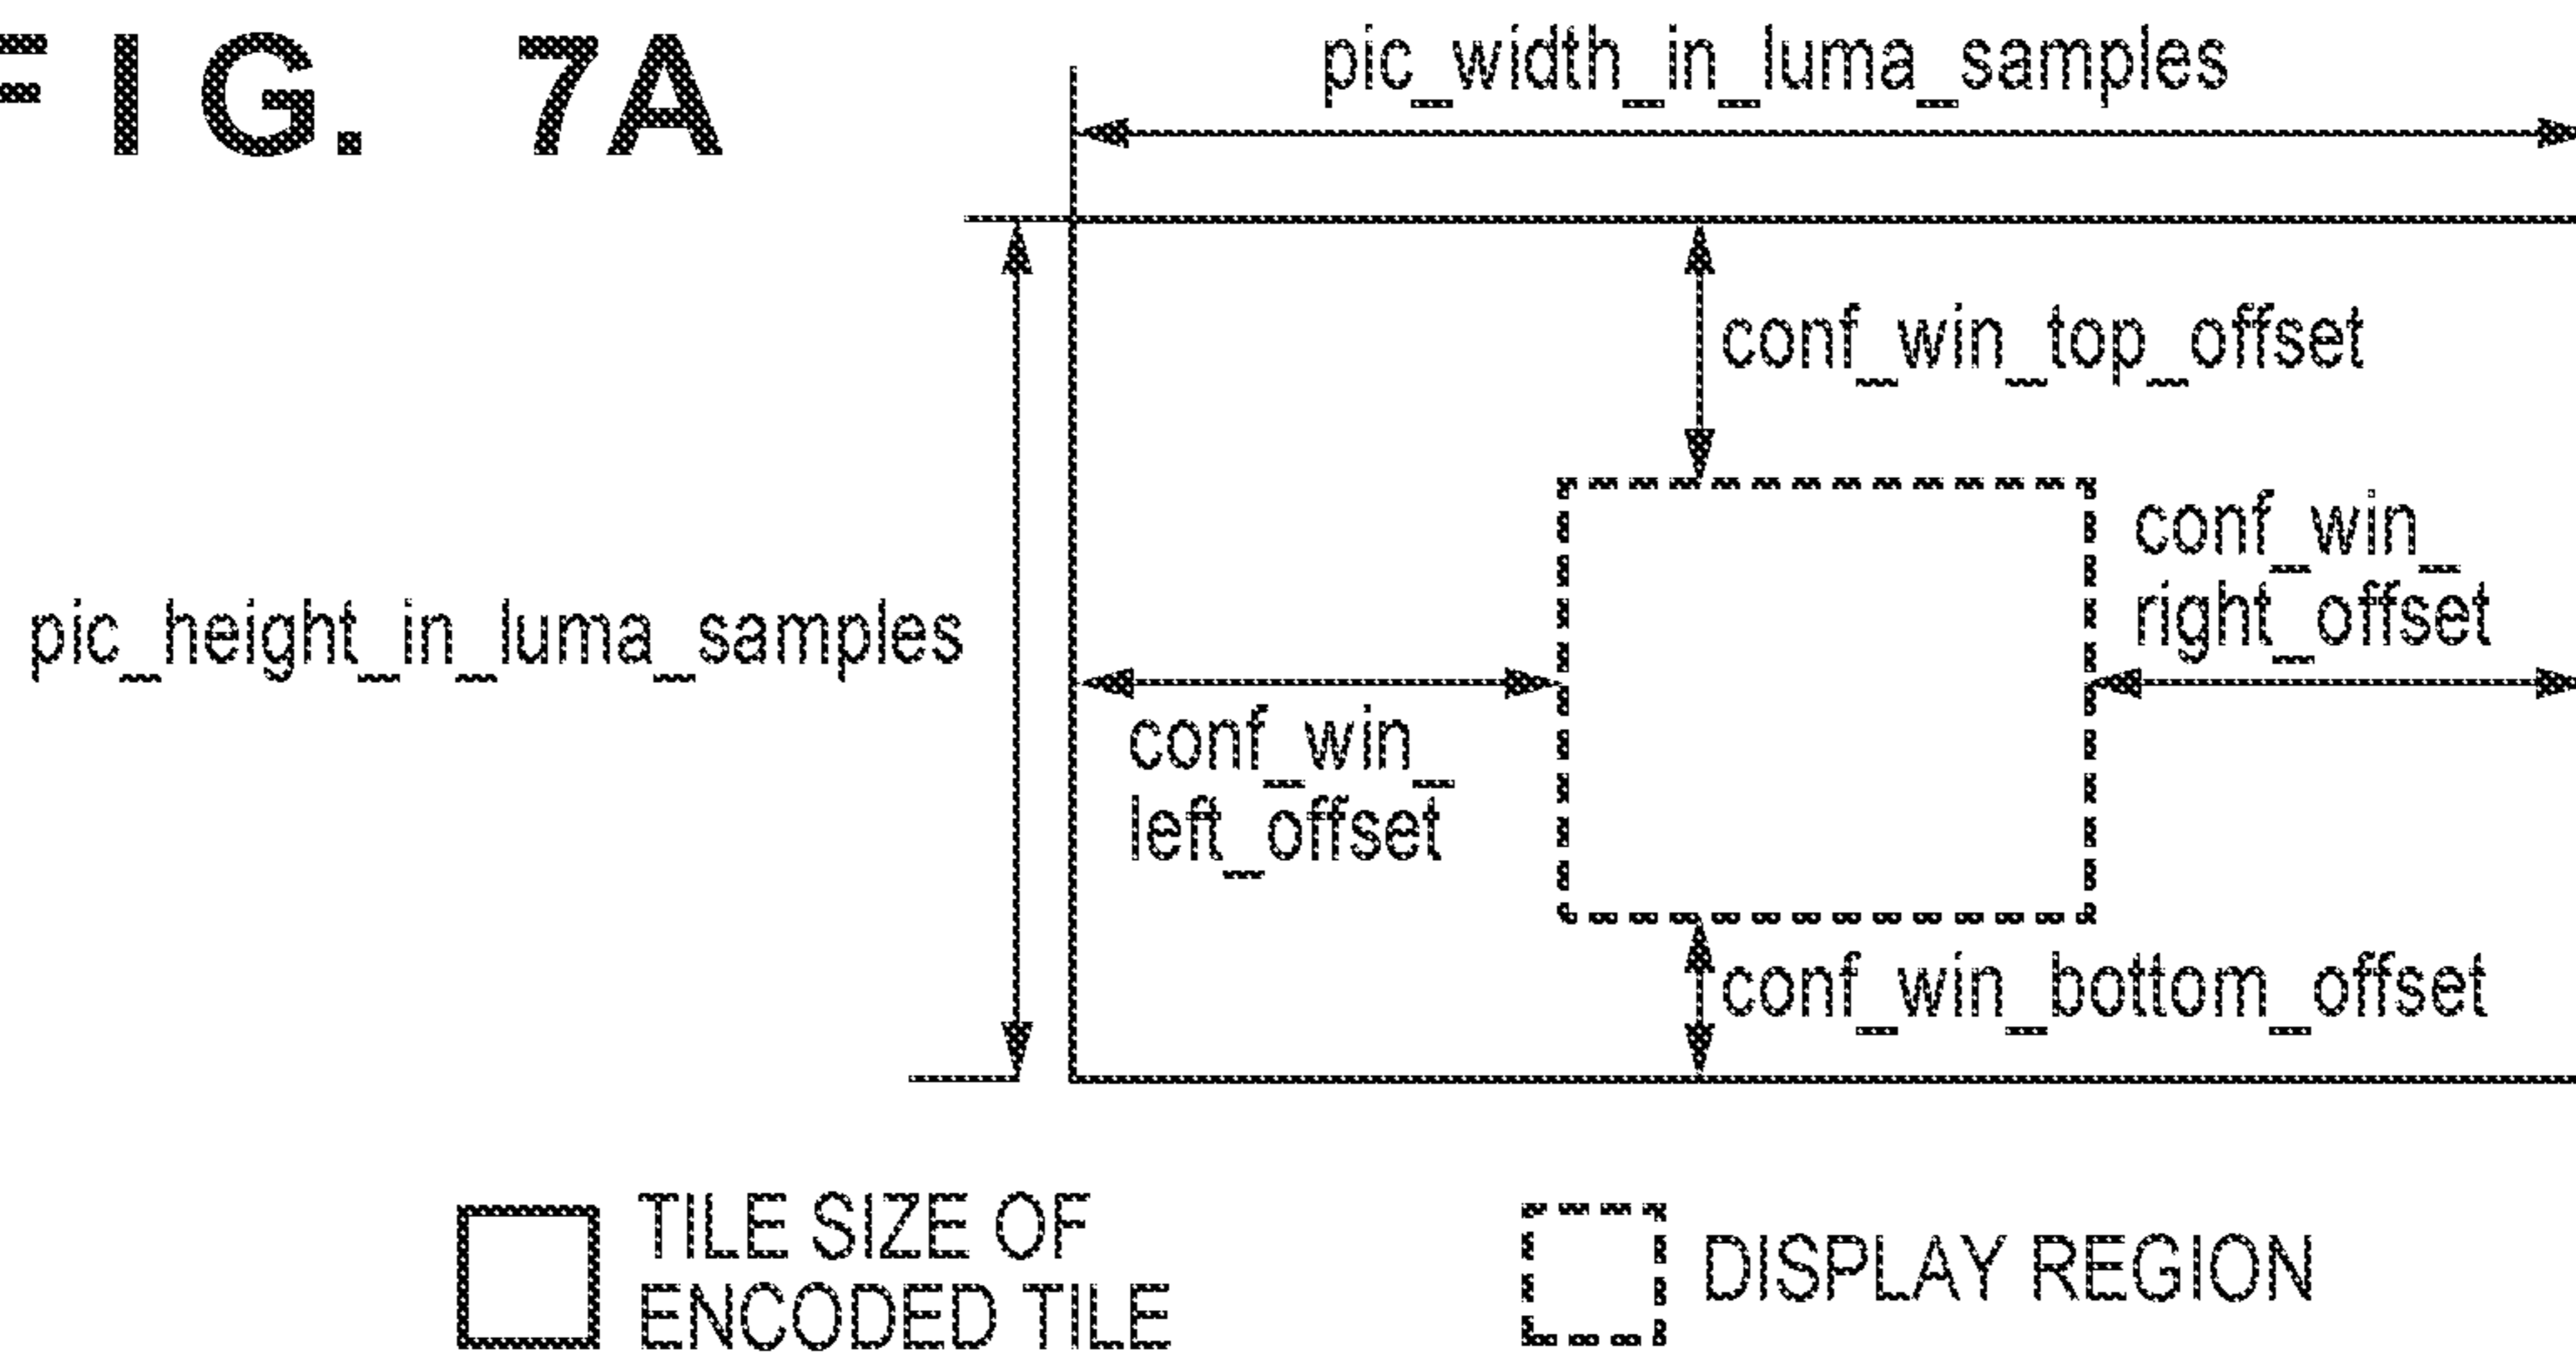 FIG. 7A
pic_width_in_luma_samples
conf_win_top_offset
conf_win_
right_offset
pic_height_in_luma_samples
conf_win_
left_offset
conf_win_bottom_offset
TILE SIZE OF
ENCODED TILE
DISPLAY REGION